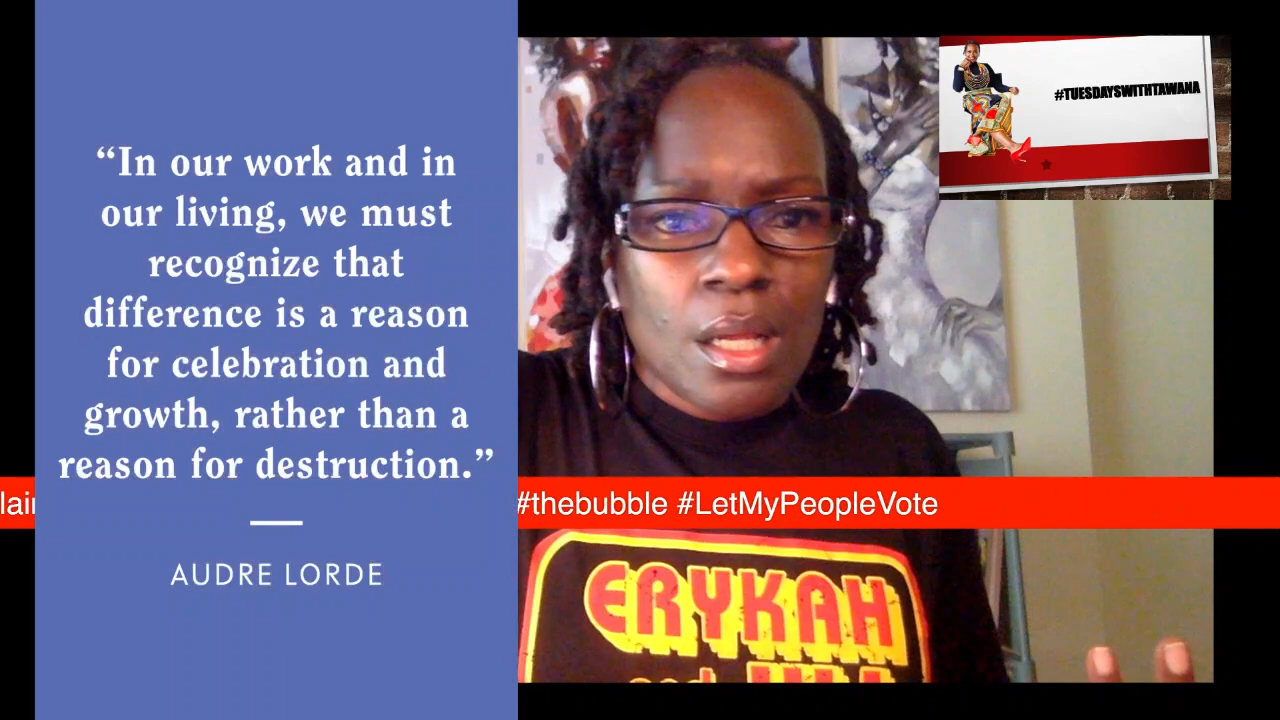 “In our work and in
our living, we must
recognize that
difference is a reason
for celebration and
growth, rather than a
reason for destruction.”
AUDRE LORDE
#TUESDAYSWITHTAWANA
#thebubble #LetMyPeopleVote
ERYKAH
and